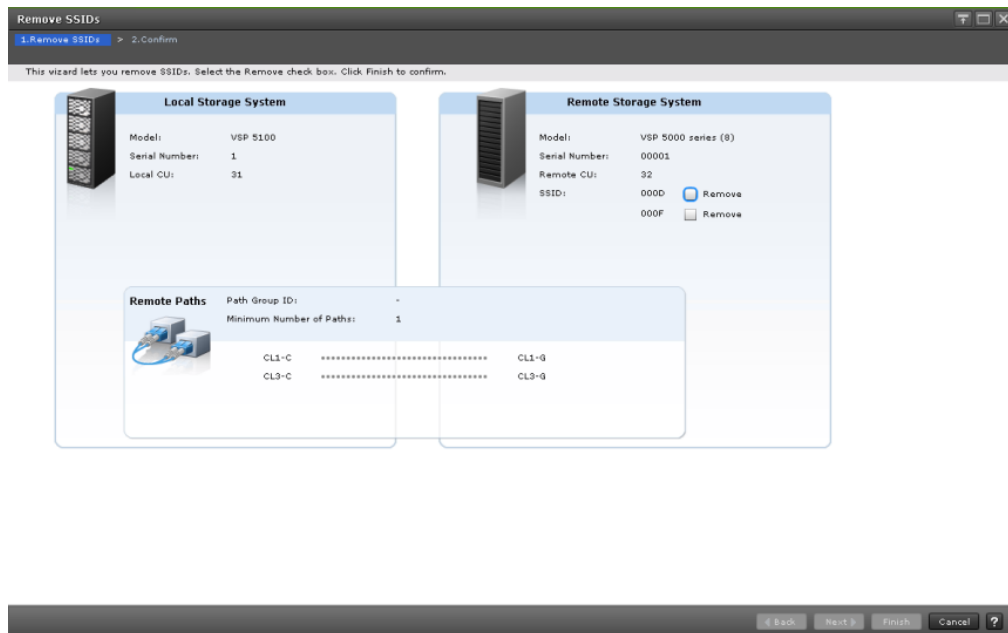 Remove SSIDs
1.Remove SSIDs > 2.Confirm
This wizard lets you remove SSIDs. Select the Remove check box. Click Finish to confirm.
Local Storage System
Model: VSP 5100
Serial Number: 1
Local CU: 31
Remote Storage System
Model: VSP 5000 series (8)
Serial Number: 00001
Remote CU: 32
SSID: 000D Remove
000F Remove
Remote Paths
Path Group ID: -
Minimum Number of Paths: 1
CL1-C CL1-G
CL3-C CL3-G
Back Next Finish Cancel ?